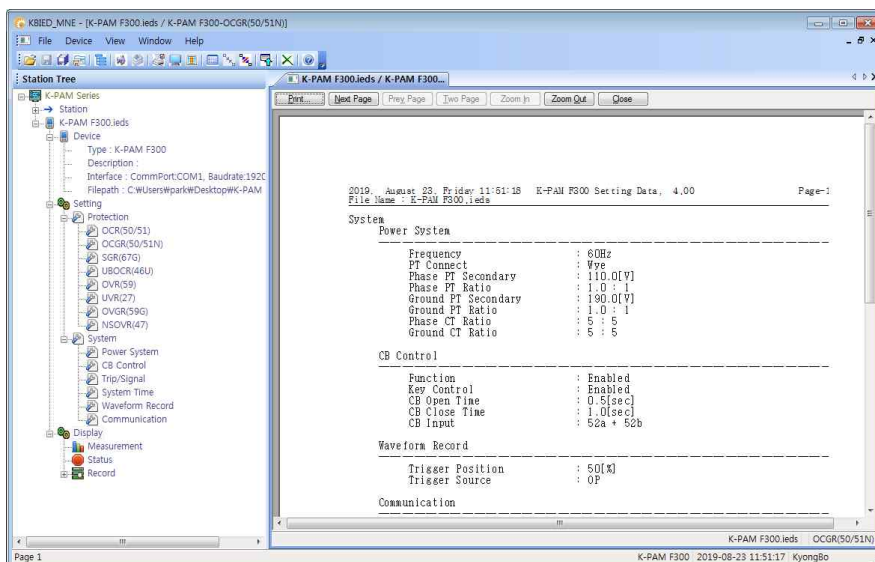 KBIED_MNE - [K-PAM F300.ieds / K-PAM F300-OCGR(50/51N)]
File Device View Window Help
Station Tree
K-PAM Series
Station
K-PAM F300.ieds
Device
Type : K-PAM F300
Description :
Interface : CommPort:COM1, Baudrate:1920
Filepath : C:₩Users₩park₩Desktop₩K-PAM
Setting
Protection
OCR(50/51)
OCGR(50/51N)
SGR(67G)
UBOCR(46U)
OVR(59)
UVR(27)
OVGR(59G)
NSOVR(47)
System
Power System
CB Control
Trip/Signal
System Time
Waveform Record
Communication
Display
Measurement
Status
Record
K-PAM F300.ieds / K-PAM F300...
Print... Next Page Prev Page Two Page Zoom In Zoom Out Close
2019. August 23. Friday 11:51:18 K-PAM F300 Setting Data, 4.00 Page-1
File Name : K-PAM F300.ieds
System
Power System
Frequency : 60Hz
PT Connect : Wye
Phase PT Secondary : 110.0[V]
Phase PT Ratio : 1.0 : 1
Ground PT Secondary : 190.0[V]
Ground PT Ratio : 1.0 : 1
Phase CT Ratio : 5 : 5
Ground CT Ratio : 5 : 5
CB Control
Function : Enabled
Key Control : Enabled
CB Open Time : 0.5[sec]
CB Close Time : 1.0[sec]
CB Input : 52a + 52b
Waveform Record
Trigger Position : 50[%]
Trigger Source : OP
Communication
K-PAM F300.ieds OCGR(50/51N)
Page 1 K-PAM F300 2019-08-23 11:51:17 KyongBo